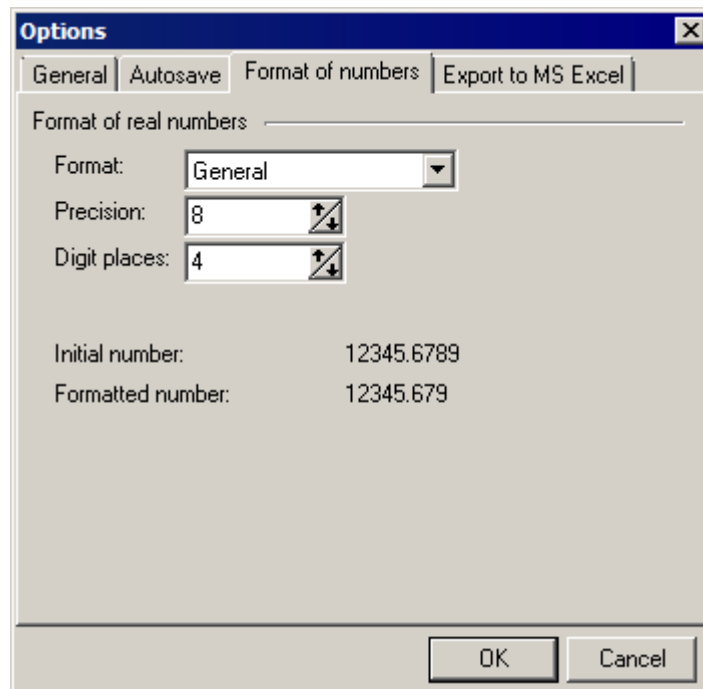 Options
General Autosave Format of numbers Export to MS Excel
Format of real numbers
Format: General
Precision: 8
Digit places: 4
Initial number: 12345.6789
Formatted number: 12345.679
OK Cancel